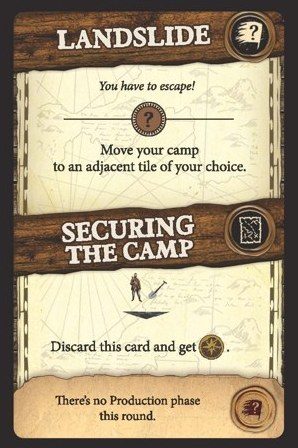 LANDSLIDE
?
You have to escape!
?
Move your camp
to an adjacent tile of your choice.
SECURING
THE CAMP
Discard this card and get .
There's no Production phase
this round.
?